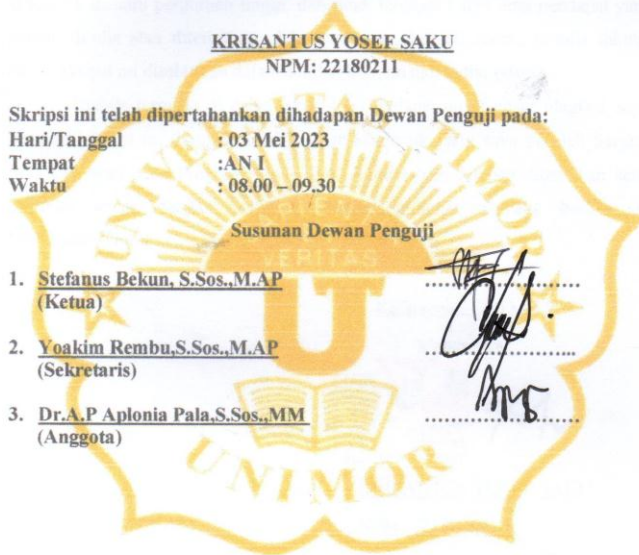 KRISANTUS YOSEF SAKU
NPM: 22180211
Skripsi ini telah dipertahankan dihadapan Dewan Penguji pada:
Hari/Tanggal : 03 Mei 2023
Tempat :AN I
Waktu : 08.00 – 09.30
Susunan Dewan Penguji
1. Stefanus Bekun, S.Sos.,M.AP ........................
(Ketua)
2. Yoakim Rembu,S.Sos.,M.AP ........................
(Sekretaris)
3. Dr.A.P Aplonia Pala,S.Sos.,MM ........................
(Anggota)
UNIVERSITAS TIMOR
SAPIENTIA
VERITAS
U
UNIMOR